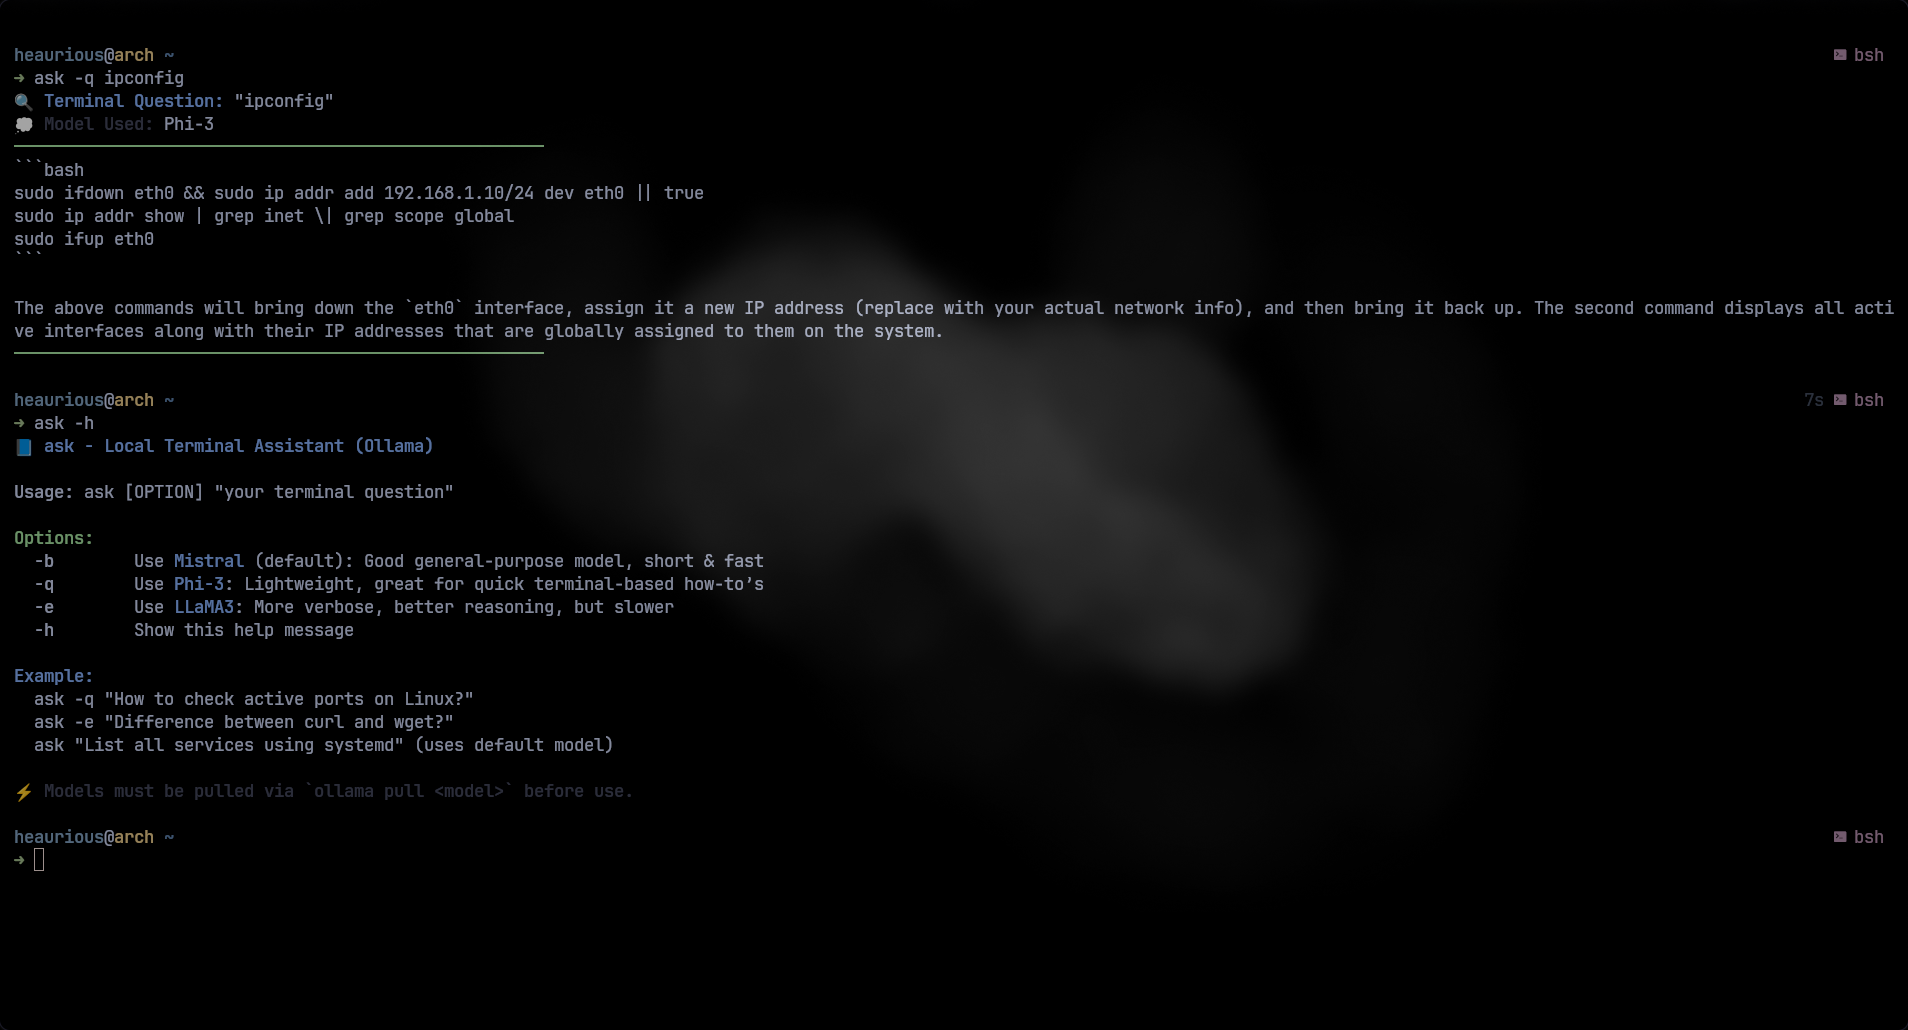 heaurious@arch ~ bsh
➜ ask -q ipconfig
🔍 Terminal Question: "ipconfig"
💭 Model Used: Phi-3
```bash
sudo ifdown eth0 && sudo ip addr add 192.168.1.10/24 dev eth0 || true
sudo ip addr show | grep inet \| grep scope global
sudo ifup eth0
```
The above commands will bring down the `eth0` interface, assign it a new IP address (replace with your actual network info), and then bring it back up. The second command displays all acti
ve interfaces along with their IP addresses that are globally assigned to them on the system.
heaurious@arch ~ 7s bsh
➜ ask -h
📘 ask - Local Terminal Assistant (Ollama)
Usage: ask [OPTION] "your terminal question"
Options:
-b Use Mistral (default): Good general-purpose model, short & fast
-q Use Phi-3: Lightweight, great for quick terminal-based how-to’s
-e Use LLaMA3: More verbose, better reasoning, but slower
-h Show this help message
Example:
ask -q "How to check active ports on Linux?"
ask -e "Difference between curl and wget?"
ask "List all services using systemd" (uses default model)
⚡ Models must be pulled via `ollama pull <model>` before use.
heaurious@arch ~ bsh
➜